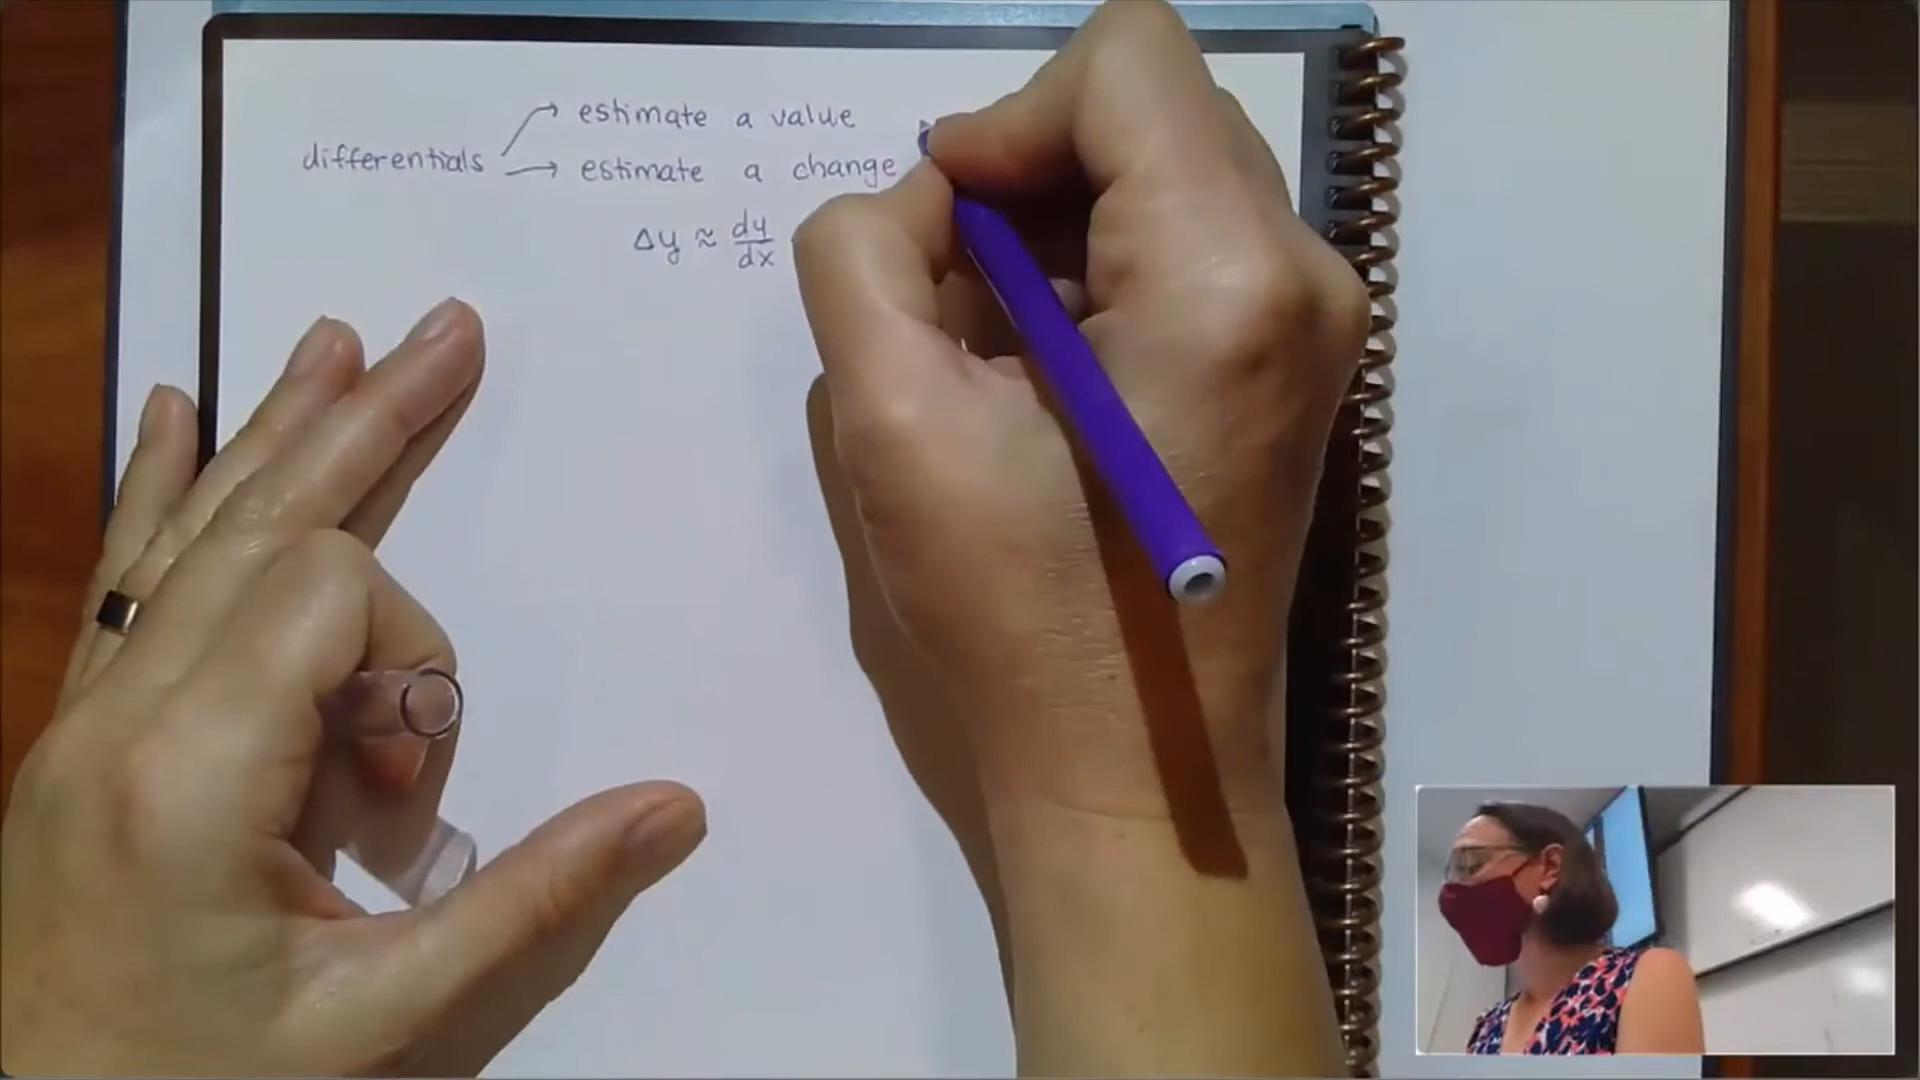 estimate a value
differentials
estimate a change
Δy ≈ dy/dx